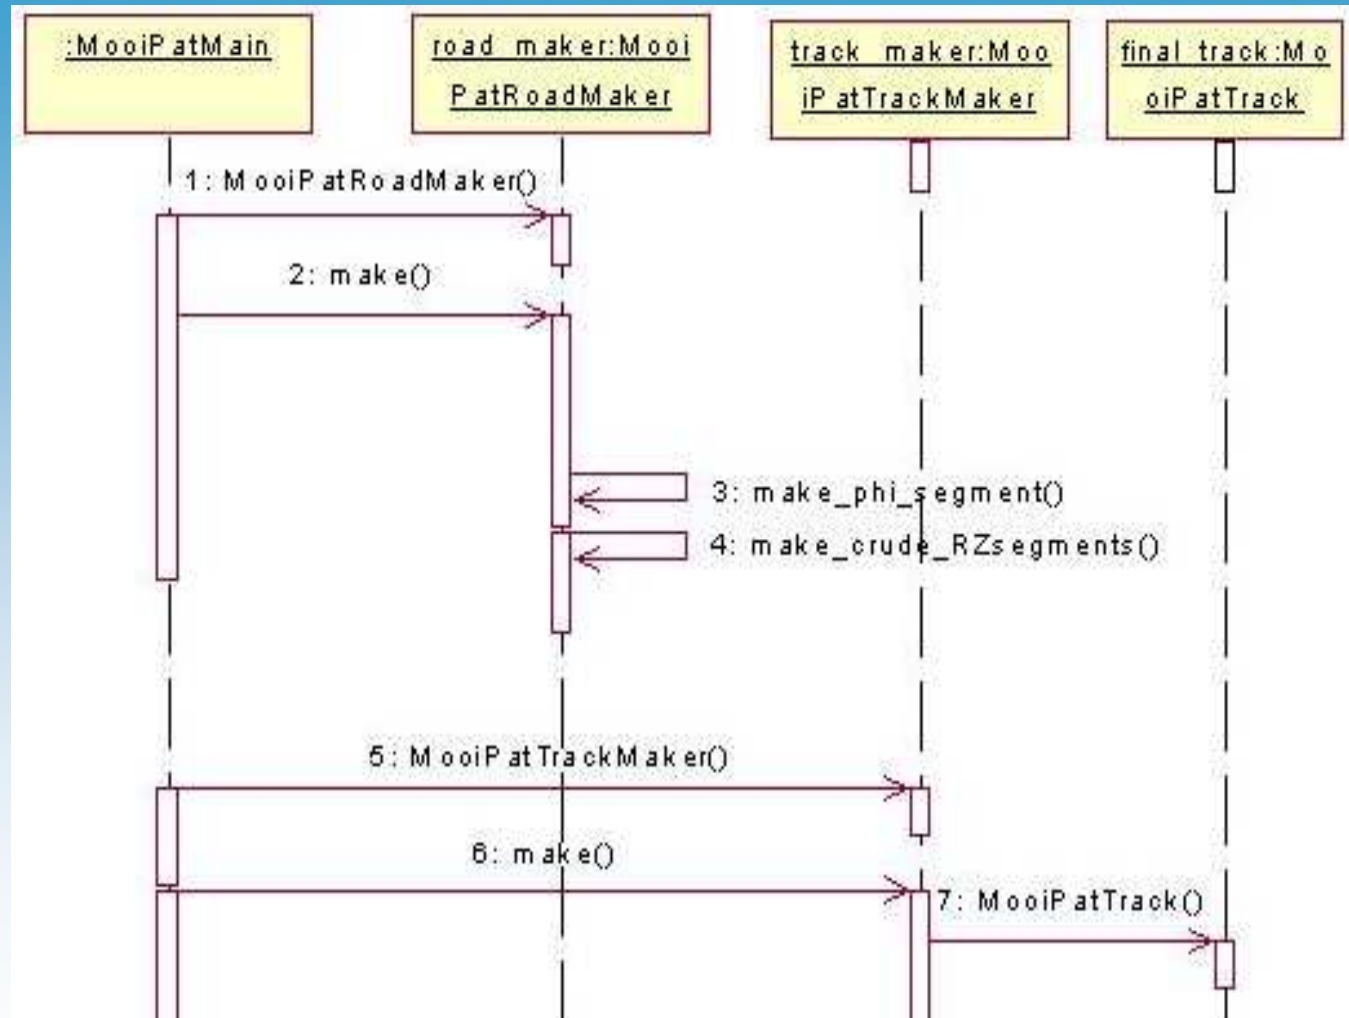 :MooiPatMain
road_maker:Mooi
PatRoadMaker
track_maker:Moo
iPatTrackMaker
final_track:Mo
oiPatTrack
1: MooiPatRoadMaker()
2: make()
3: make_phi_segment()
4: make_crude_RZsegments()
5: MooiPatTrackMaker()
6: make()
7: MooiPatTrack()